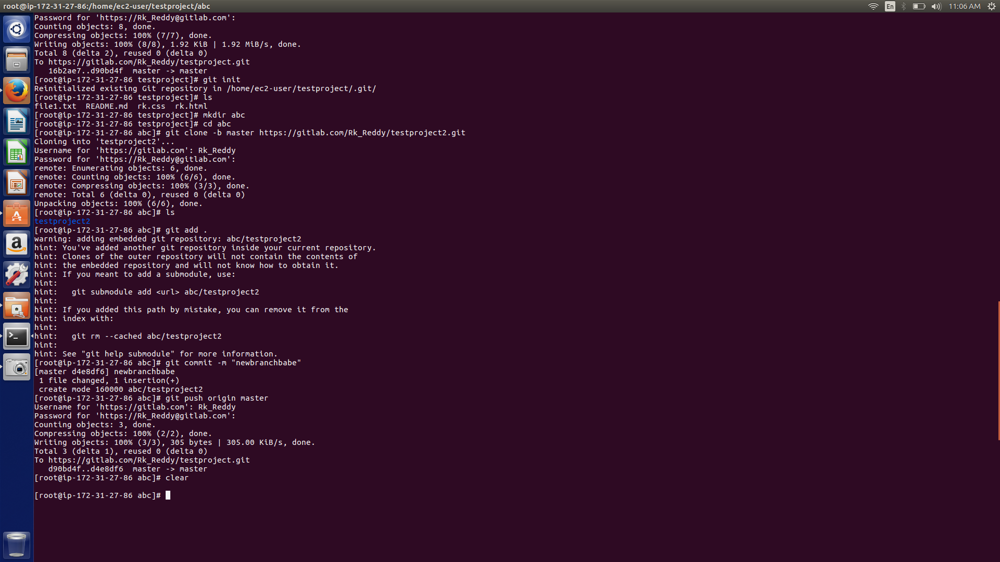 root@ip-172-31-27-86:/home/ec2-user/testproject/abc
En
11:06 AM
Password for 'https://Rk_Reddy@gitlab.com':
Counting objects: 8, done.
Compressing objects: 100% (7/7), done.
Writing objects: 100% (8/8), 1.92 KiB | 1.92 MiB/s, done.
Total 8 (delta 2), reused 0 (delta 0)
To https://gitlab.com/Rk_Reddy/testproject.git
   16b2ae7..d90bd4f  master -> master
[root@ip-172-31-27-86 testproject]# git init
Reinitialized existing Git repository in /home/ec2-user/testproject/.git/
[root@ip-172-31-27-86 testproject]# ls
file1.txt  README.md  rk.css  rk.html
[root@ip-172-31-27-86 testproject]# mkdir abc
[root@ip-172-31-27-86 testproject]# cd abc
[root@ip-172-31-27-86 abc]# git clone -b master https://gitlab.com/Rk_Reddy/testproject2.git
Cloning into 'testproject2'...
Username for 'https://gitlab.com': Rk_Reddy
Password for 'https://Rk_Reddy@gitlab.com':
remote: Enumerating objects: 6, done.
remote: Counting objects: 100% (6/6), done.
remote: Compressing objects: 100% (3/3), done.
remote: Total 6 (delta 0), reused 0 (delta 0)
Unpacking objects: 100% (6/6), done.
[root@ip-172-31-27-86 abc]# ls
testproject2
[root@ip-172-31-27-86 abc]# git add .
warning: adding embedded git repository: abc/testproject2
hint: You've added another git repository inside your current repository.
hint: Clones of the outer repository will not contain the contents of
hint: the embedded repository and will not know how to obtain it.
hint: If you meant to add a submodule, use:
hint:
hint:   git submodule add <url> abc/testproject2
hint:
hint: If you added this path by mistake, you can remove it from the
hint: index with:
hint:
hint:   git rm --cached abc/testproject2
hint:
hint: See "git help submodule" for more information.
[root@ip-172-31-27-86 abc]# git commit -m "newbranchbabe"
[master d4e8df6] newbranchbabe
 1 file changed, 1 insertion(+)
 create mode 160000 abc/testproject2
[root@ip-172-31-27-86 abc]# git push origin master
Username for 'https://gitlab.com': Rk_Reddy
Password for 'https://Rk_Reddy@gitlab.com':
Counting objects: 3, done.
Compressing objects: 100% (2/2), done.
Writing objects: 100% (3/3), 305 bytes | 305.00 KiB/s, done.
Total 3 (delta 1), reused 0 (delta 0)
To https://gitlab.com/Rk_Reddy/testproject.git
   d90bd4f..d4e8df6  master -> master
[root@ip-172-31-27-86 abc]# clear
[root@ip-172-31-27-86 abc]#